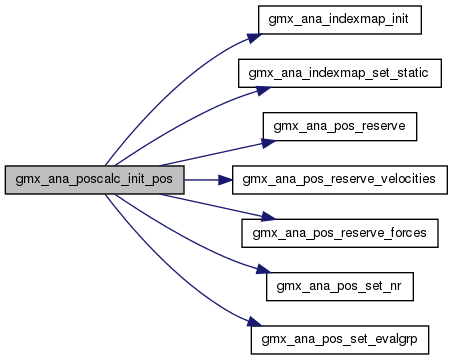 gmx_ana_indexmap_init
gmx_ana_indexmap_set_static
gmx_ana_pos_reserve
gmx_ana_poscalc_init_pos
gmx_ana_pos_reserve_velocities
gmx_ana_pos_reserve_forces
gmx_ana_pos_set_nr
gmx_ana_pos_set_evalgrp